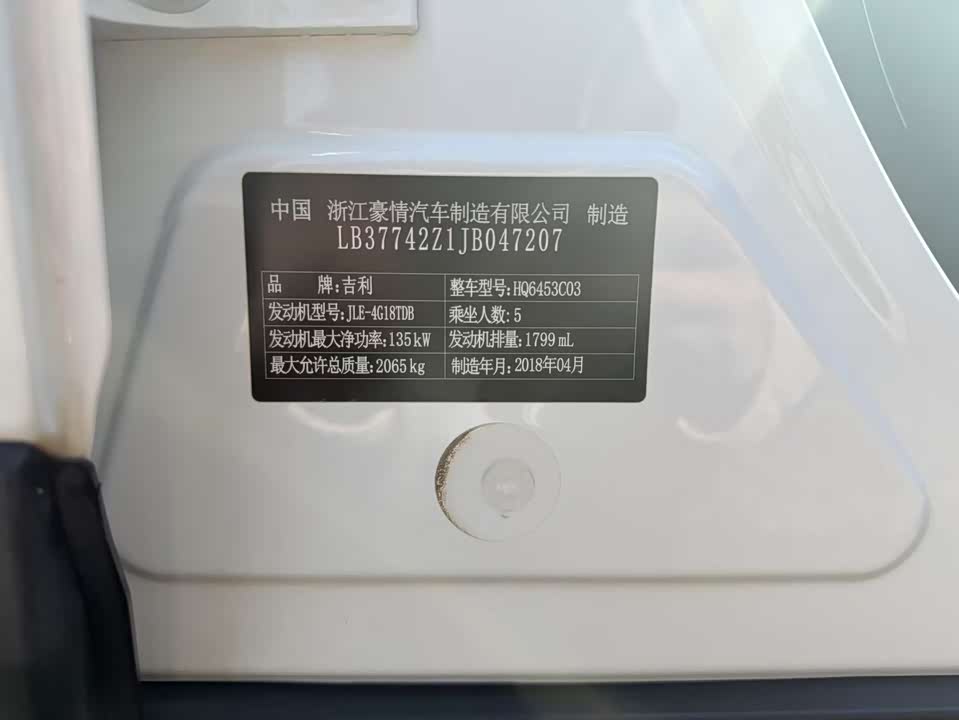 中国 浙江豪情汽车制造有限公司 制造
LB37742Z1JB047207
品 牌:吉利 整车型号:HQ6453C03
发动机型号:JLE-4G18TDB 乘坐人数:5
发动机最大净功率:135kW 发动机排量:1799mL
最大允许总质量:2065kg 制造年月:2018年04月